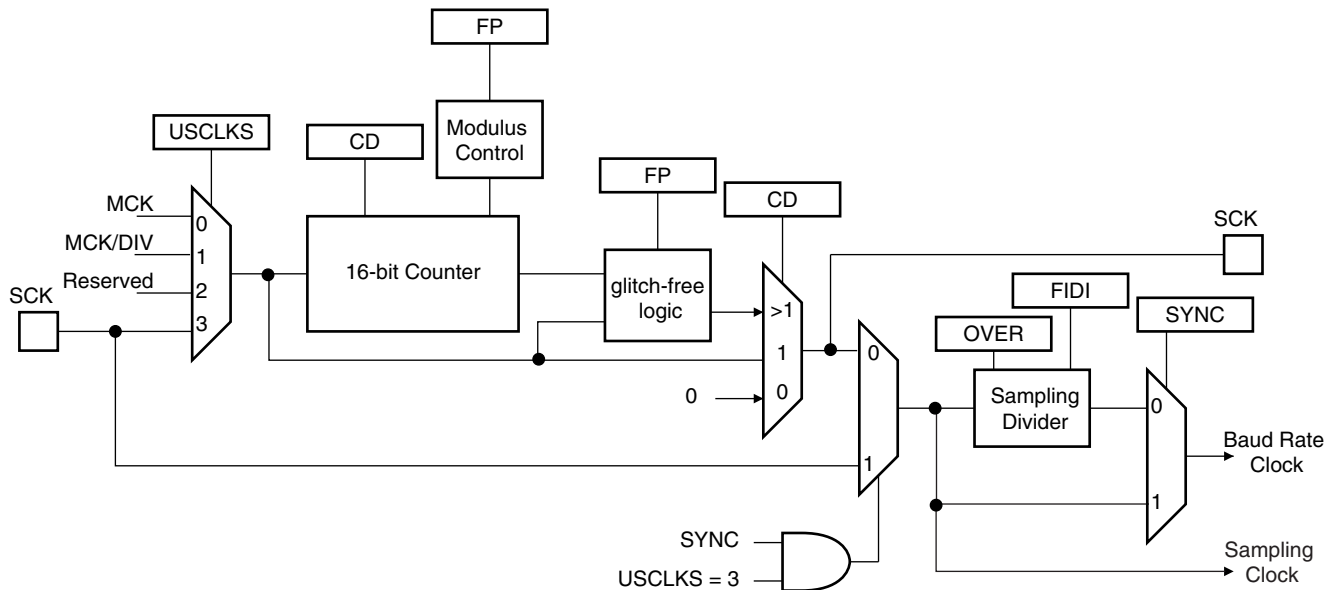 FP
Modulus
Control
USCLKS
CD
FP
CD
MCK
0
MCK/DIV
1
Reserved
2
SCK
3
16-bit Counter
glitch-free
logic
>1
1
0
0
SCK
FIDI
OVER
SYNC
0
1
Sampling
Divider
0
1
Baud Rate
Clock
SYNC
USCLKS = 3
Sampling
Clock